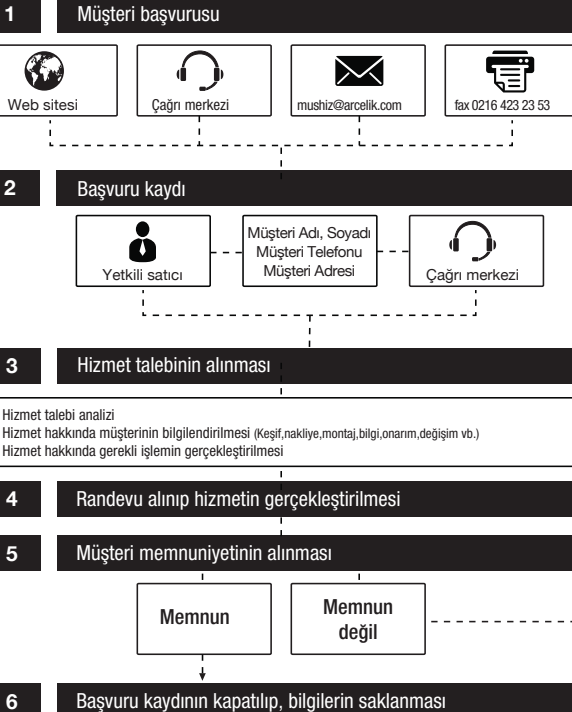 1 Müşteri başvurusu
Web sitesi
Çağrı merkezi
mushiz@arcelik.com
fax 0216 423 23 53
2 Başvuru kaydı
Yetkili satıcı
Müşteri Adı, Soyadı
Müşteri Telefonu
Müşteri Adresi
Çağrı merkezi
3 Hizmet talebinin alınması
Hizmet talebi analizi
Hizmet hakkında müşterinin bilgilendirilmesi (Keşif,nakliye,montaj,bilgi,onarım,değişim vb.)
Hizmet hakkında gerekli işlemin gerçekleştirilmesi
4 Randevu alınıp hizmetin gerçekleştirilmesi
5 Müşteri memnuniyetinin alınması
Memnun
Memnun
değil
6 Başvuru kaydının kapatılıp, bilgilerin saklanması